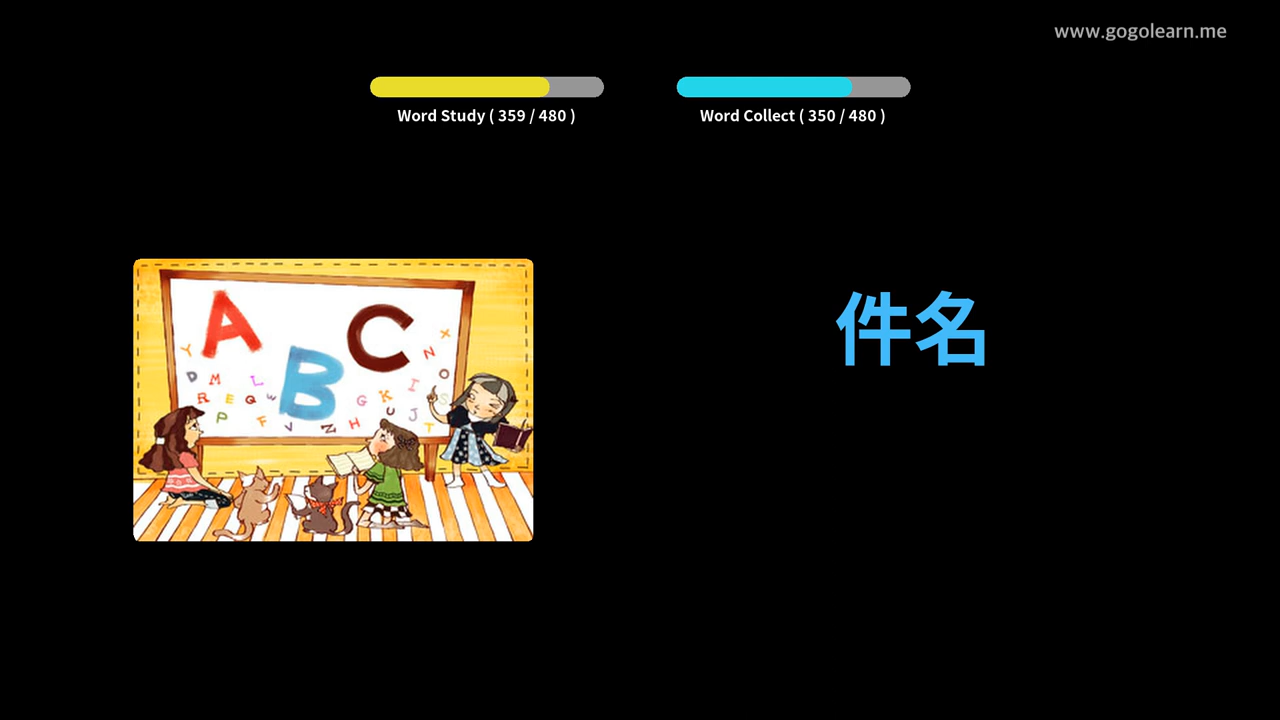 www.gogolearn.me
Word Study ( 359 / 480 )
Word Collect ( 350 / 480 )
件名
A
B
C
Y
X
N
D
M
L
O
R
E
Q
W
G
K
I
S
P
F
V
Z
H
U
J
T